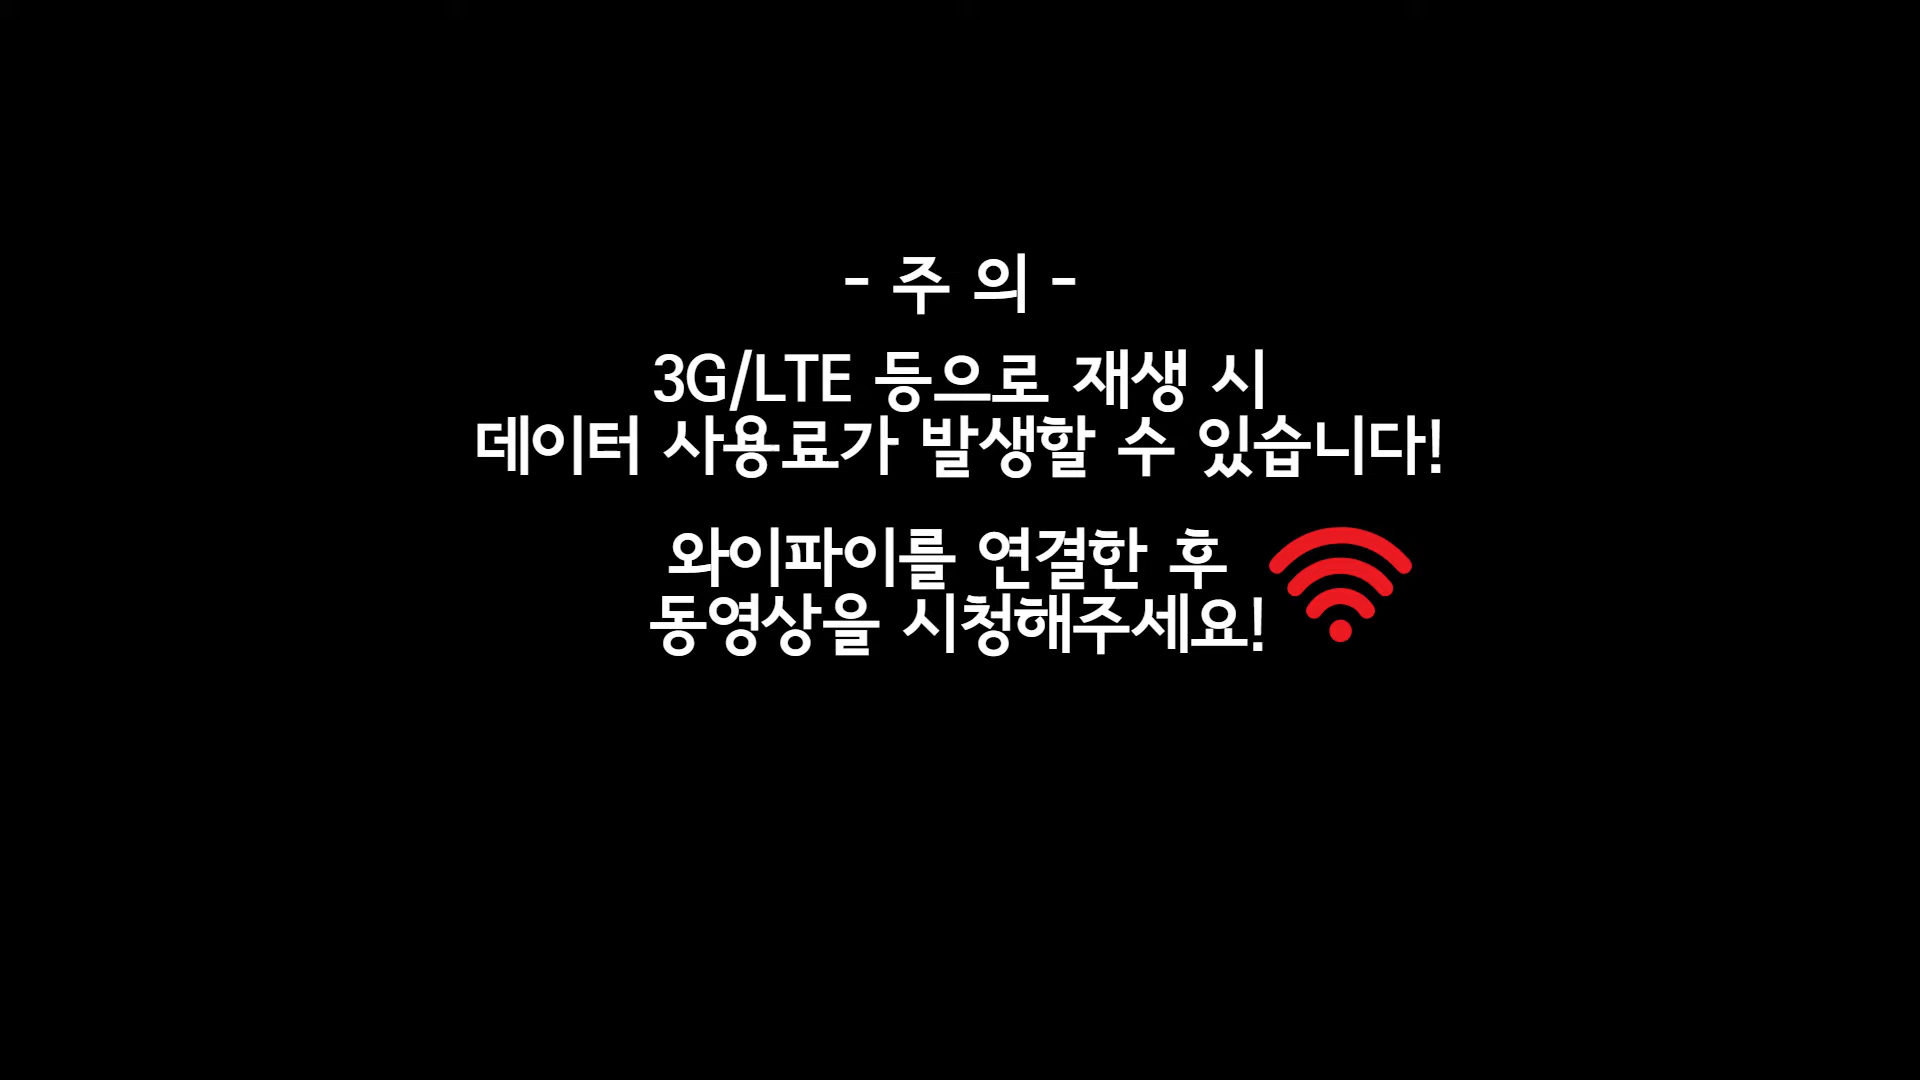 - 주 의 -
3G/LTE 등으로 재생 시
데이터 사용료가 발생할 수 있습니다!
와이파이를 연결한 후
동영상을 시청해주세요!